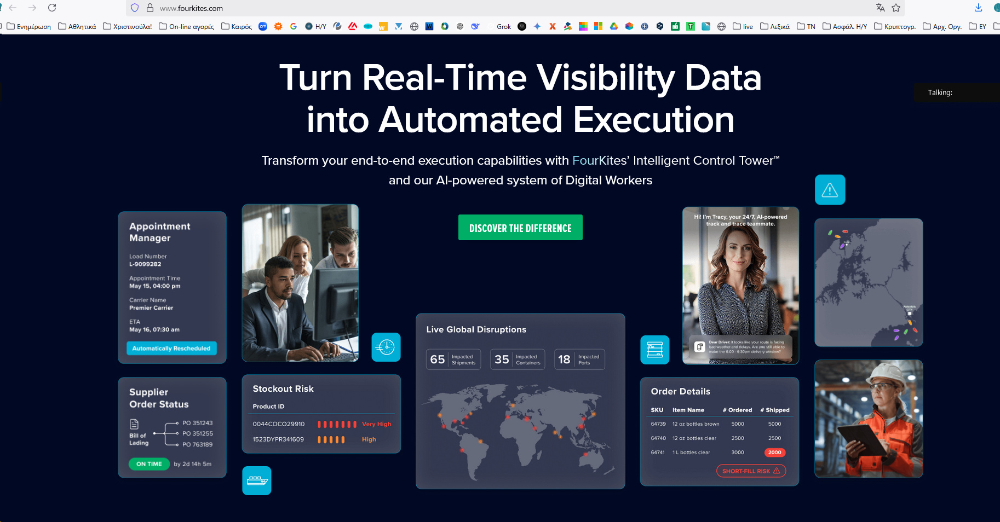 www.fourkites.com
Ενημέρωση
Αθλητικά
Χριστινούλα!
On-line αγορές
Καιρός
zm
G
Η/Υ
w
W
Grok
X
T
live
Λεξικά
ΤΝ
Ασφάλ. Η/Υ
Κρυπτογρ.
Αρχ. Οργ.
ΕΥ
Turn Real-Time Visibility Data
into Automated Execution
Talking:
Transform your end-to-end execution capabilities with FourKites’ Intelligent Control Tower™
and our AI-powered system of Digital Workers
DISCOVER THE DIFFERENCE
Appointment
Manager
Load Number
L-9099282
Appointment Time
May 15, 04:00 pm
Carrier Name
Premier Carrier
ETA
May 16, 07:30 am
Automatically Rescheduled
Supplier
Order Status
Bill of
Lading
PO 351243
PO 351255
PO 763189
ON TIME by 2d 14h 5m
Stockout Risk
Product ID
0044COCO29910 Very High
1523DYPR341609 High
Live Global Disruptions
65 Impacted
Shipments
35 Impacted
Containers
18 Impacted
Ports
Hi! I'm Tracy, your 24/7, AI-powered
track and trace teammate.
Dear Driver: It looks like your route is facing
bad weather and delays. Are you still able to
make the 6:00 - 6:30pm delivery window?
Order Details
SKU Item Name # Ordered # Shipped
64739 12 oz bottles brown 5000 5000
64740 12 oz bottles clear 2500 2500
64741 1 L bottles clear 3000 2000
SHORT-FILL RISK
PANAMA
CITY